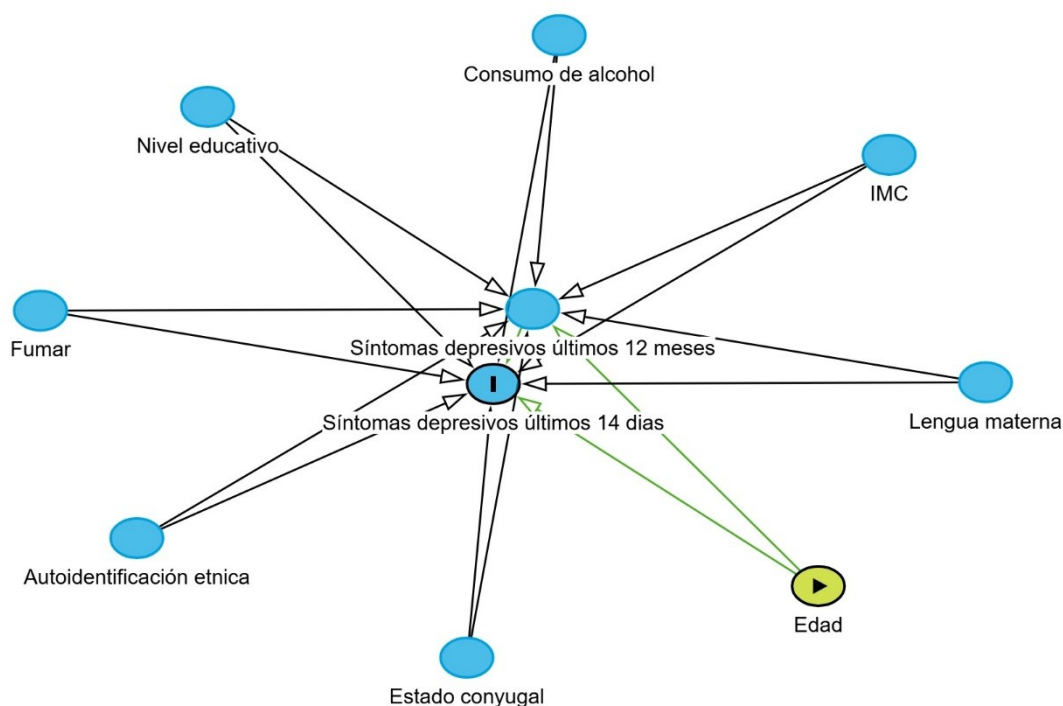 Consumo de alcohol
Nivel educativo
IMC
Fumar
Síntomas depresivos últimos 12 meses
Lengua materna
Síntomas depresivos últimos 14 dias
Autoidentificación etnica
Edad
Estado conyugal